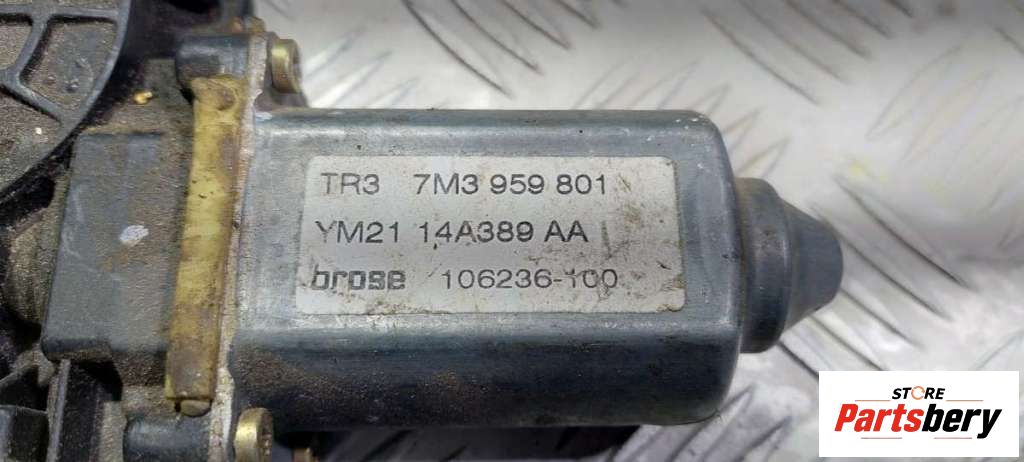 TR3 7M3 959 801
YM21 14A389 AA
brose 106236-100
STORE
Partsbery